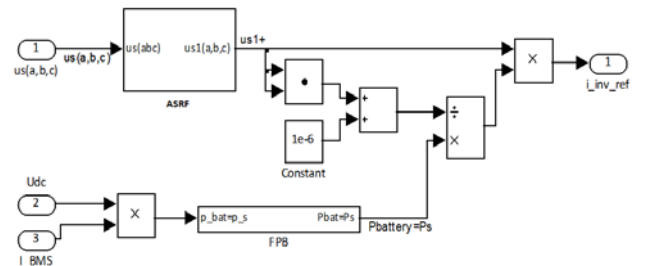 1
us(a,b,c)
us(a,b,c)
us(abc)
us1(a,b,c)
ASRF
us1+
•
1e-6
Constant
+
+
÷
×
×
1
i_inv_ref
Udc
2
3
I_BMS
×
p_bat=p_s
Pbat=Ps
FPB
Pbattery=Ps